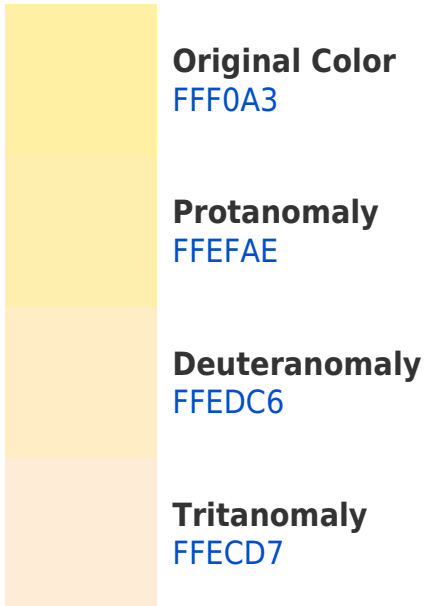 Original Color
FFF0A3
Protanomaly
FFEFAE
Deuteranomaly
FFEDC6
Tritanomaly
FFECD7